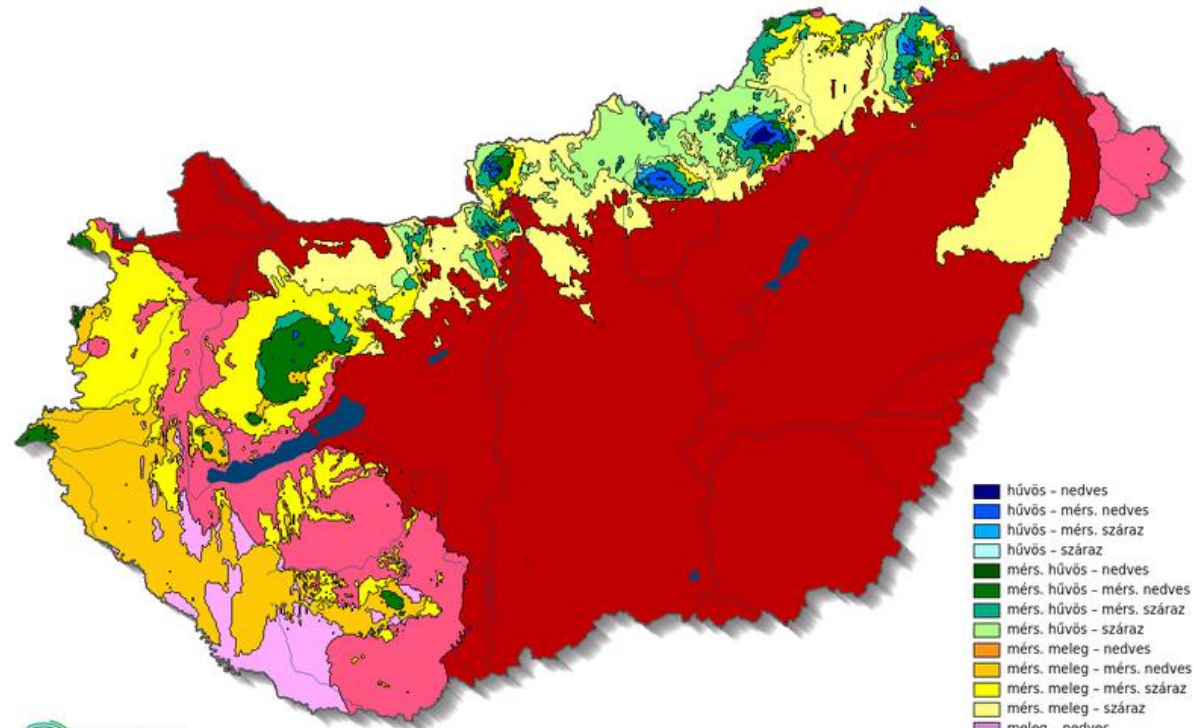 hűvös – nedves
hűvös – mérs. nedves
hűvös – mérs. száraz
hűvös – száraz
mérs. hűvös – nedves
mérs. hűvös – mérs. nedves
mérs. hűvös – mérs. száraz
mérs. hűvös – száraz
mérs. meleg – nedves
mérs. meleg – mérs. nedves
mérs. meleg – mérs. száraz
mérs. meleg – száraz
meleg – nedves